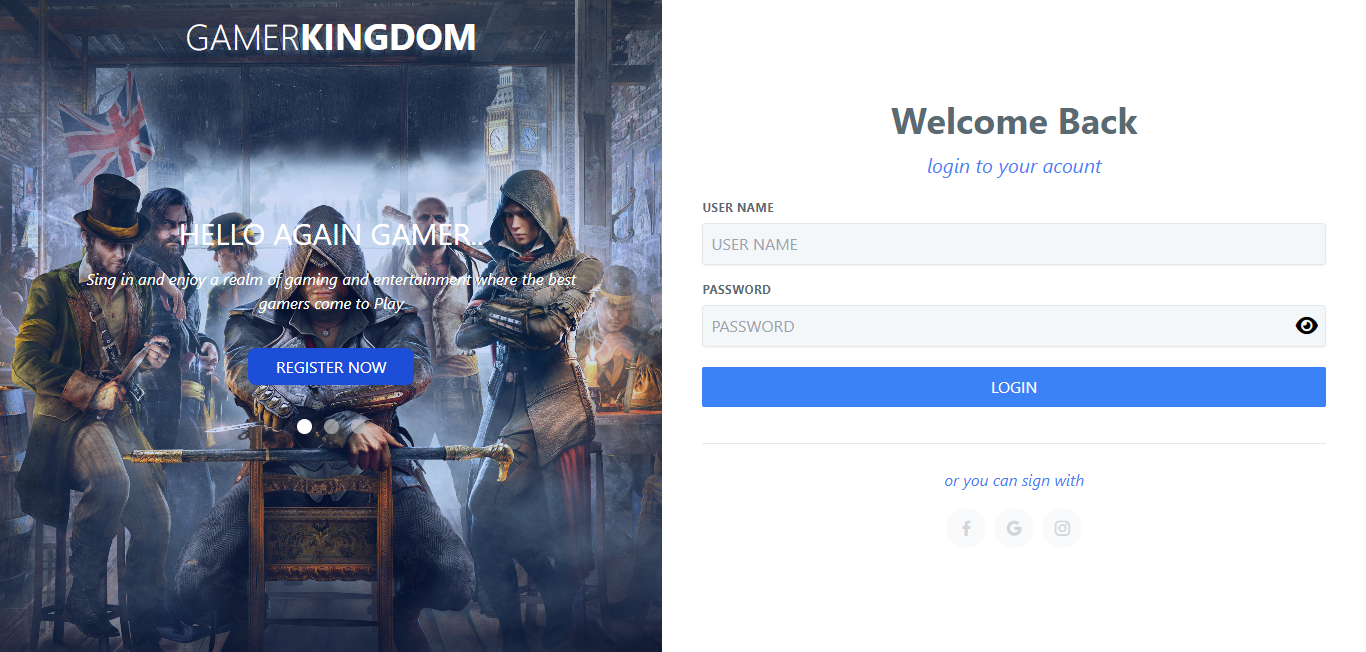 GAMERKINGDOM
HELLO AGAIN GAMER..
Sing in and enjoy a realm of gaming and entertainment where the best
gamers come to Play
REGISTER NOW
Welcome Back
login to your acount
USER NAME
USER NAME
PASSWORD
PASSWORD
LOGIN
or you can sign with